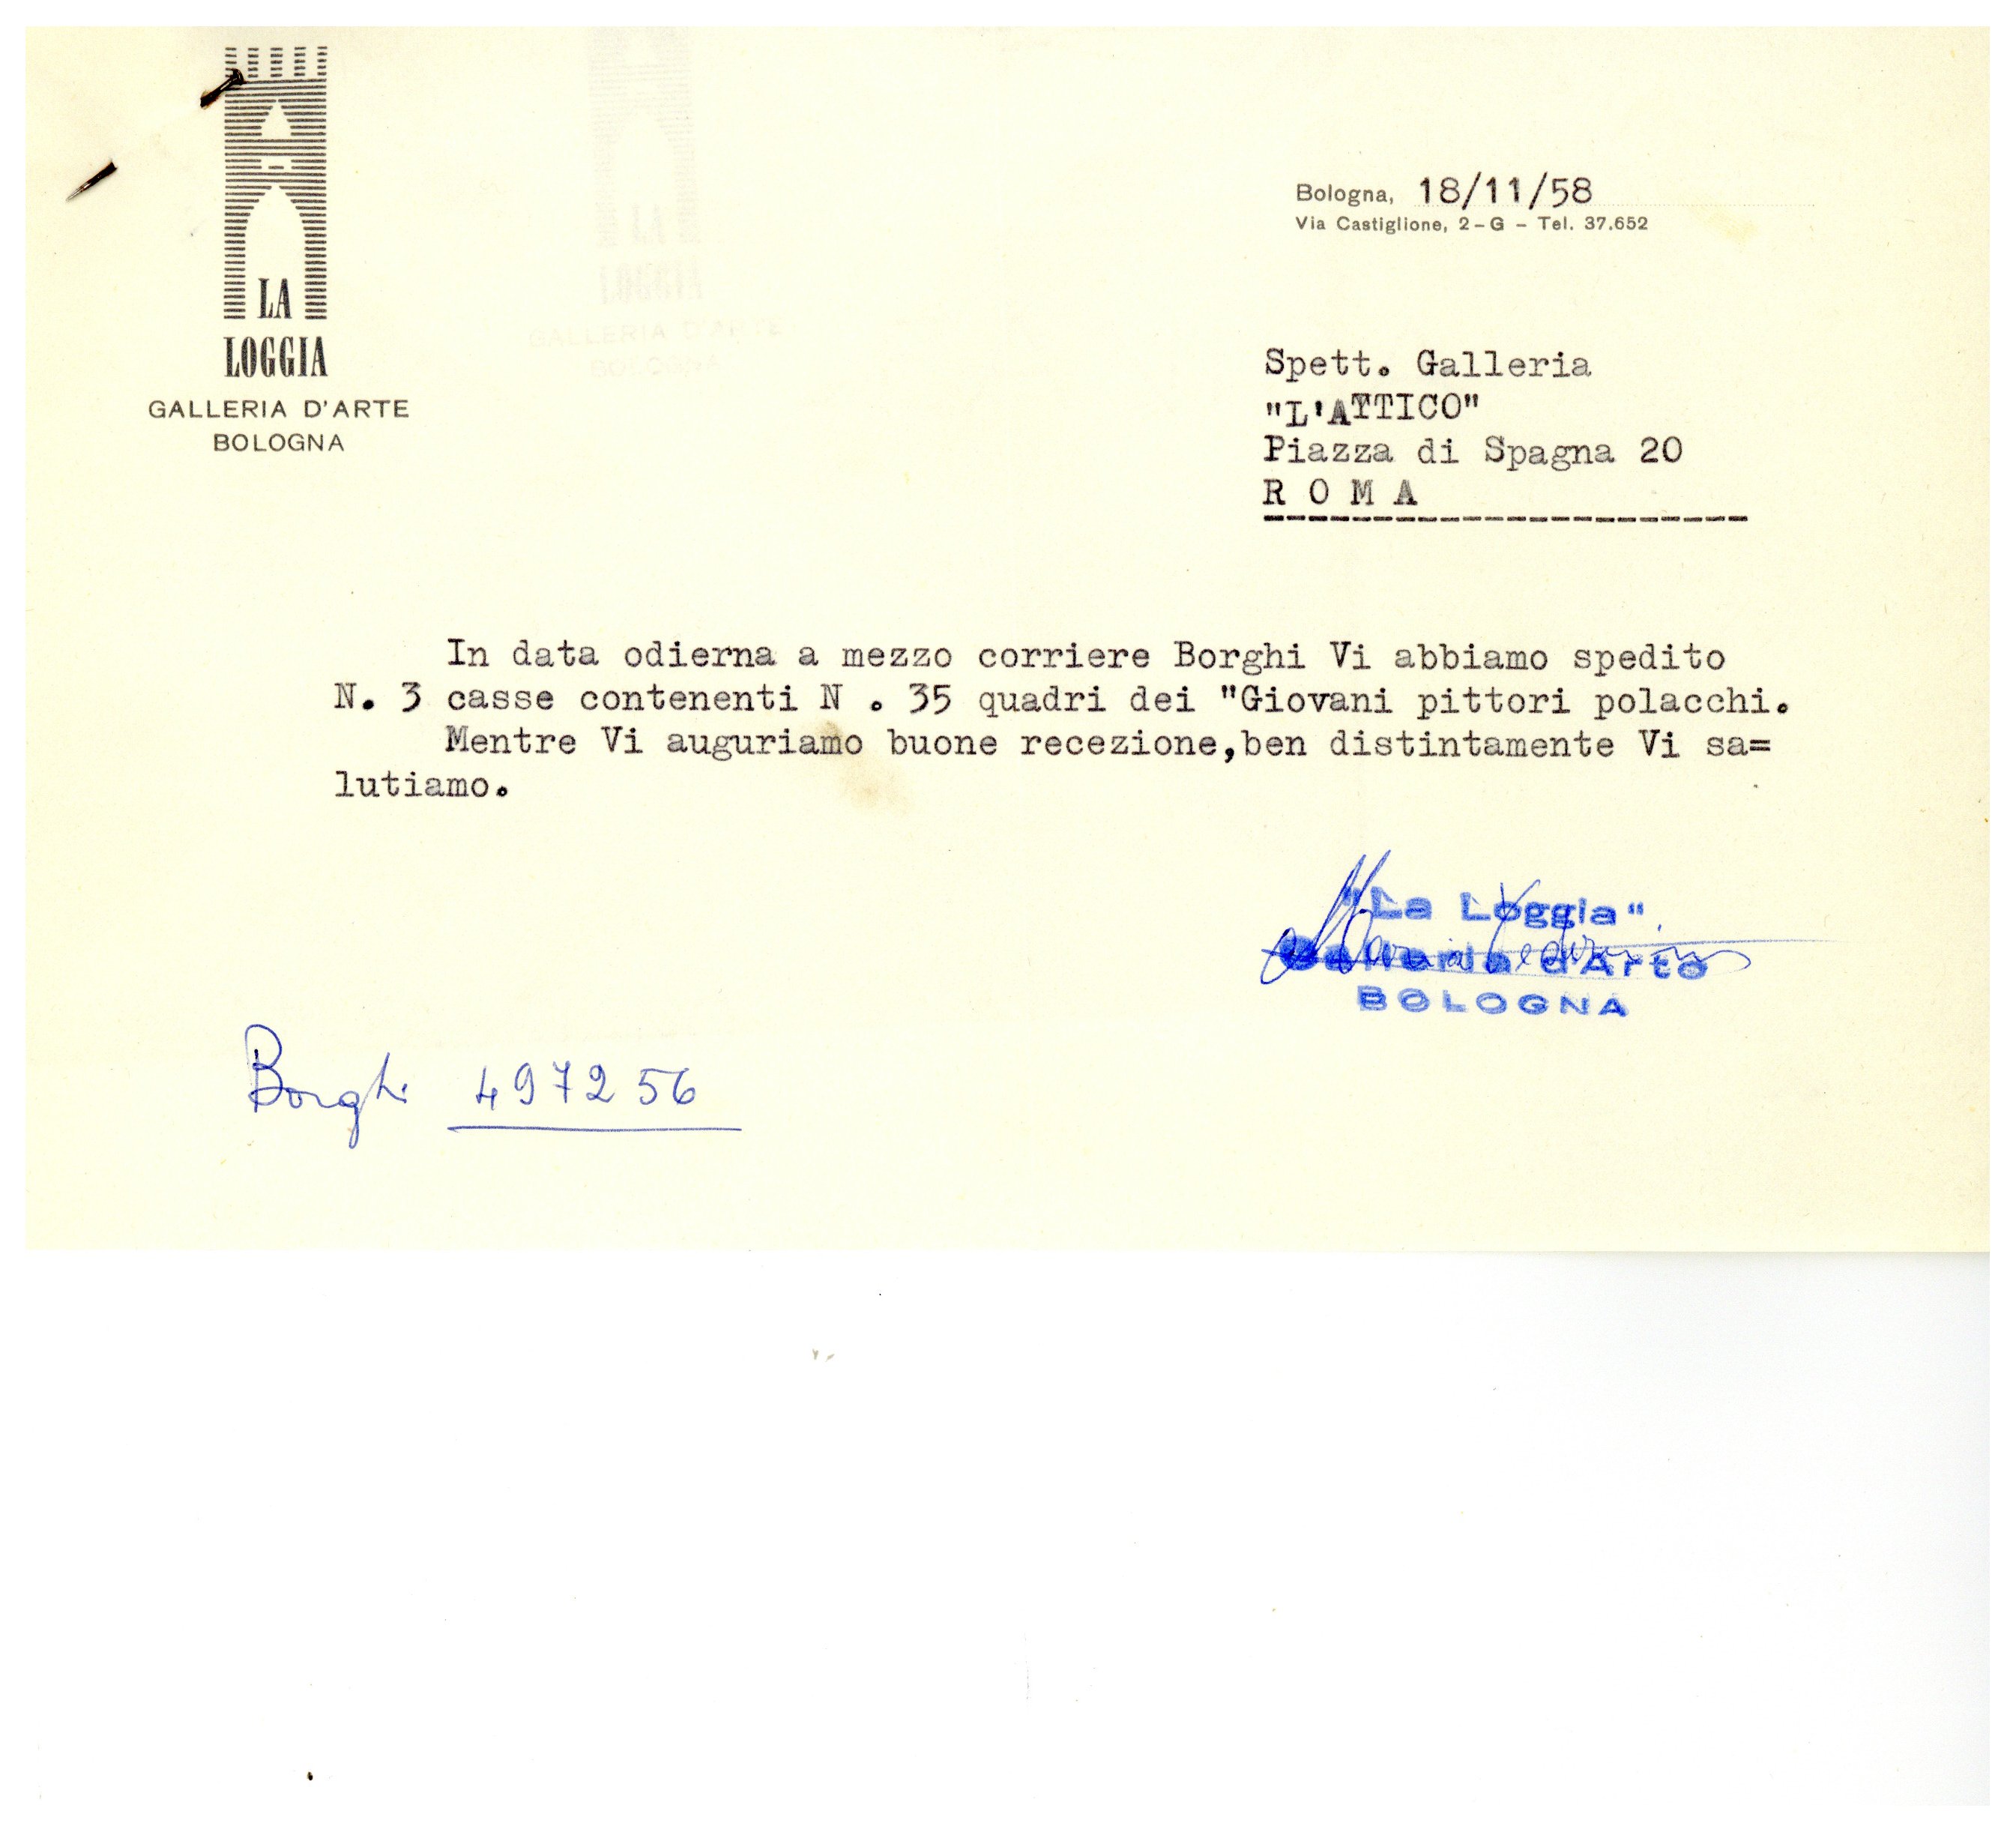 LA
LOGGIA
GALLERIA D'ARTE
BOLOGNA
Bologna, 18/11/58
Via Castiglione, 2-G - Tel. 37.652
Spett. Galleria
"L'ATTICO"
Piazza di Spagna 20
R O M A
In data odierna a mezzo corriere Borghi Vi abbiamo spedito
N. 3 casse contenenti N . 35 quadri dei "Giovani pittori polacchi.
Mentre Vi auguriamo buone recezione,ben distintamente Vi sa=
lutiamo.
"La Loggia"
Galleria d'Arte
BOLOGNA
Borghi 497256